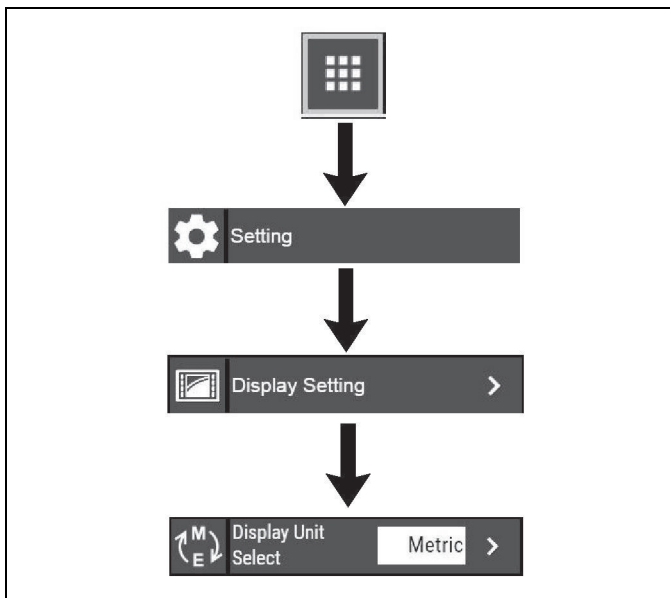 Setting
Display Setting
M
E
Display Unit
Select
Metric